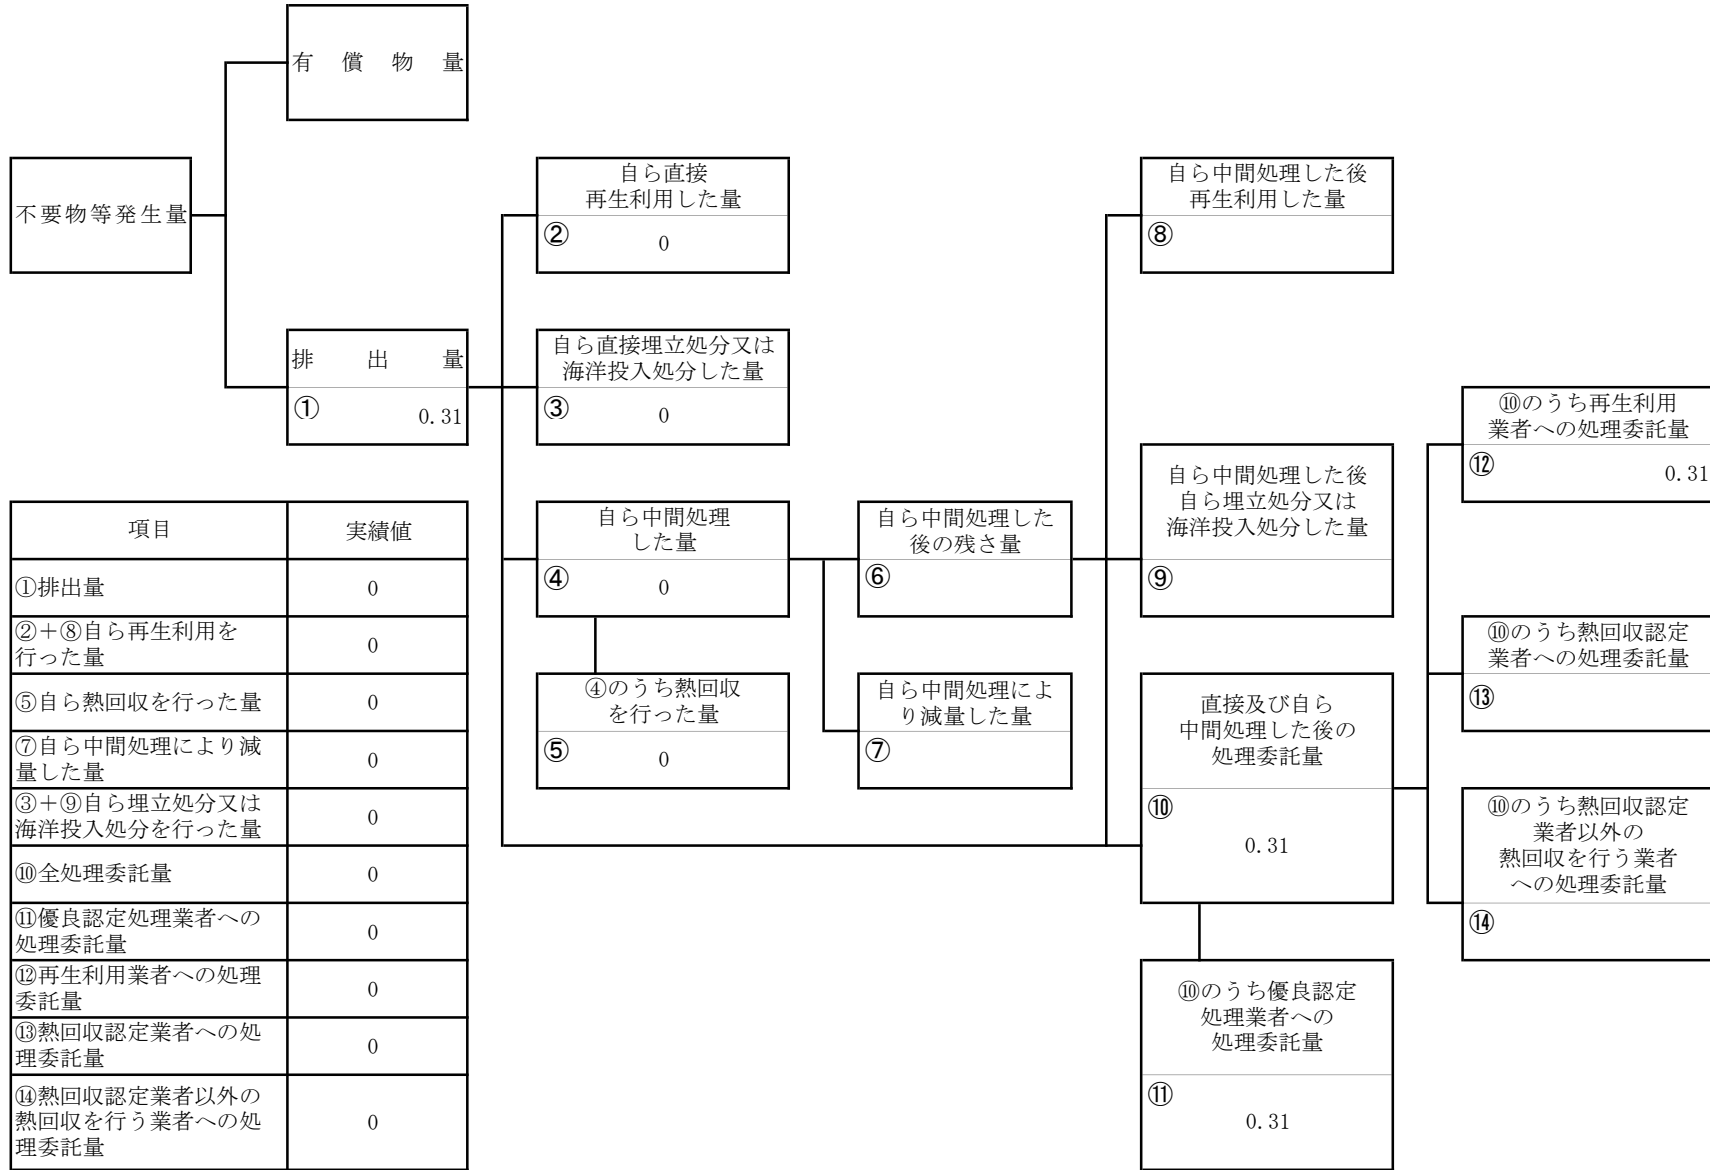 有償物量
不要物等発生量
排出量
① 0.31
自ら直接
再生利用した量
② 0
自ら直接埋立処分又は
海洋投入処分した量
③ 0
自ら中間処理
した量
④ 0
④のうち熱回収
を行った量
⑤ 0
自ら中間処理した
後の残さ量
⑥
自ら中間処理によ
り減量した量
⑦
自ら中間処理した後
再生利用した量
⑧
自ら中間処理した後
自ら埋立処分又は
海洋投入処分した量
⑨
直接及び自ら
中間処理した後の
処理委託量
⑩
0.31
⑩のうち優良認定
処理業者への
処理委託量
⑪
0.31
⑩のうち再生利用
業者への処理委託量
⑫ 0.31
⑩のうち熱回収認定
業者への処理委託量
⑬
⑩のうち熱回収認定
業者以外の
熱回収を行う業者
への処理委託量
⑭
項目 実績値
①排出量 0
②+⑧自ら再生利用を
行った量 0
⑤自ら熱回収を行った量 0
⑦自ら中間処理により減
量した量 0
③+⑨自ら埋立処分又は
海洋投入処分を行った量 0
⑩全処理委託量 0
⑪優良認定処理業者への
処理委託量 0
⑫再生利用業者への処理
委託量 0
⑬熱回収認定業者への処
理委託量 0
⑭熱回収認定業者以外の
熱回収を行う業者への処
理委託量 0